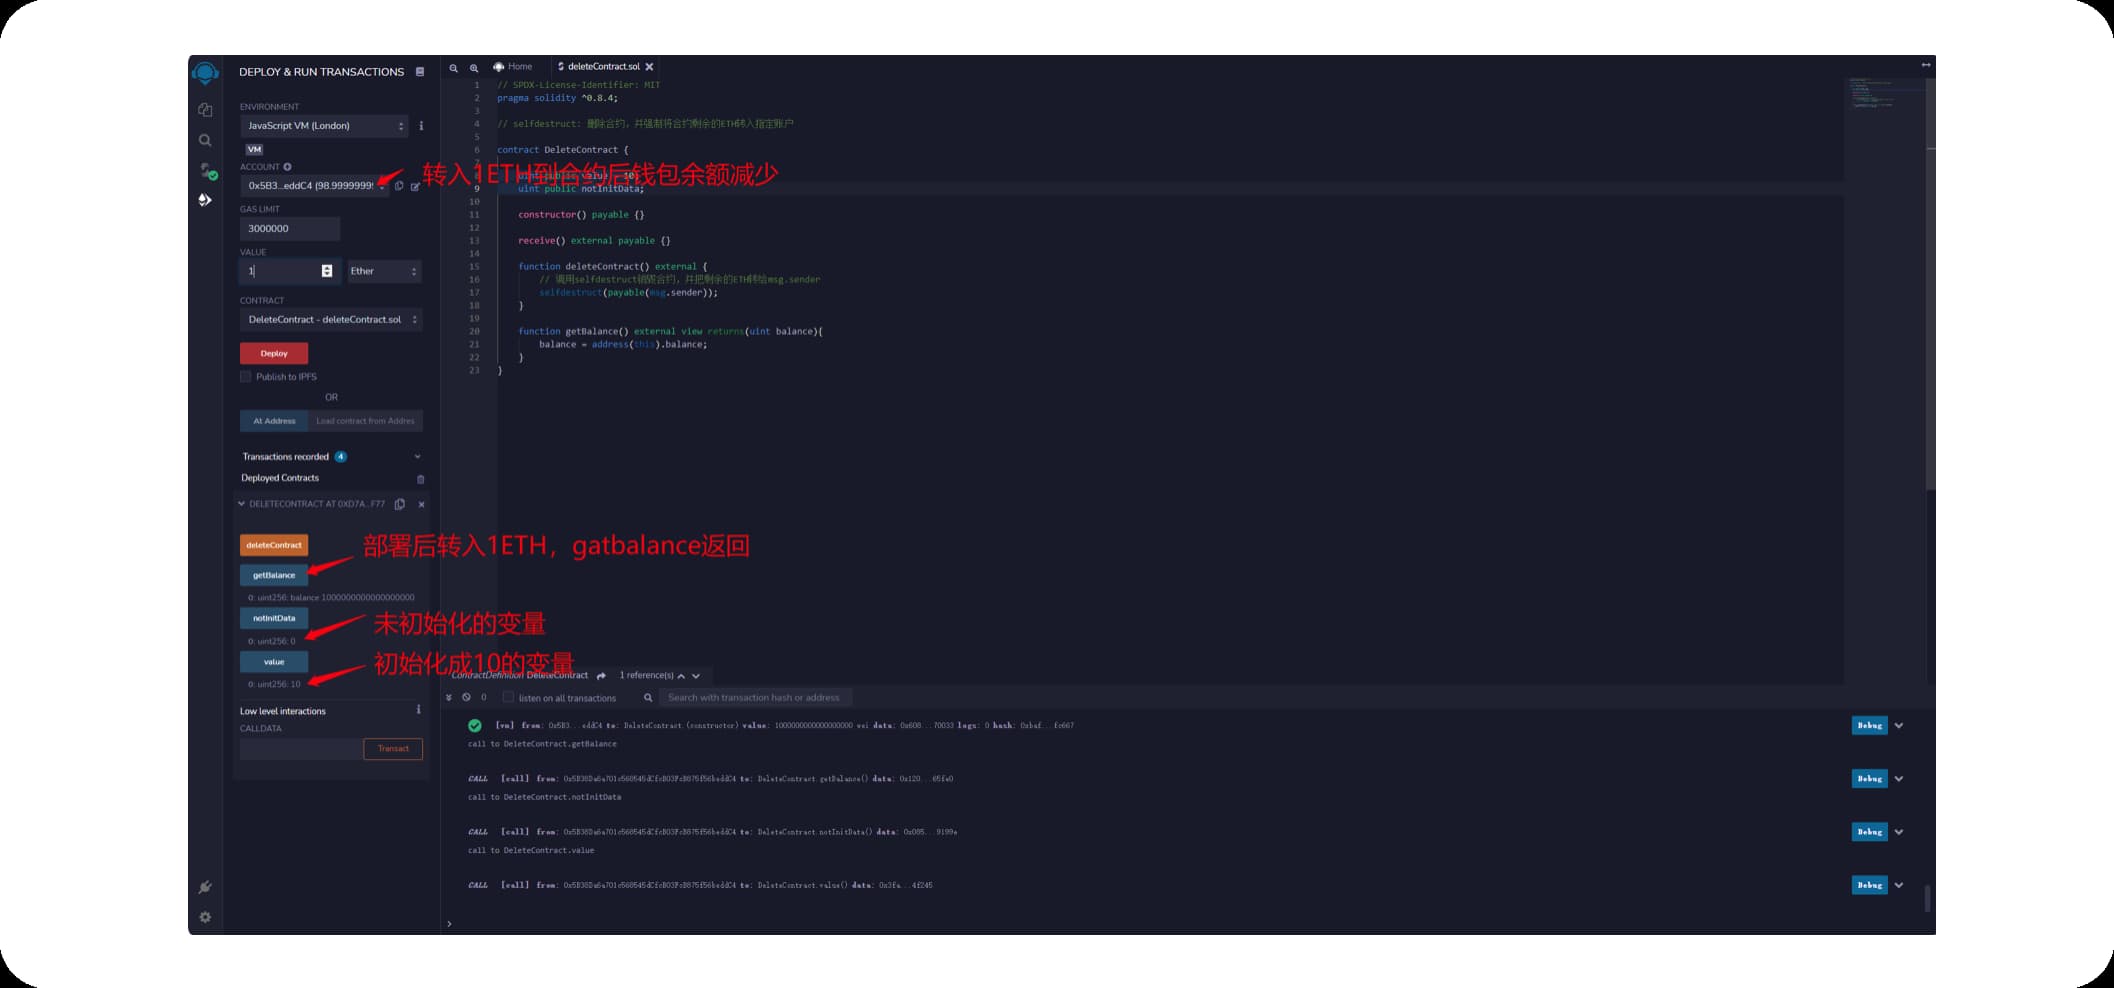 DEPLOY & RUN TRANSACTIONS
ENVIRONMENT
JavaScript VM (London)
VM
ACCOUNT
0x5B3...eddC4 (98.9999999
GAS LIMIT
3000000
VALUE
1
Ether
CONTRACT
DeleteContract - deleteContract.sol
Deploy
Publish to IPFS
OR
At Address
Load contract from Addres
Transactions recorded 4
Deployed Contracts
DELETECONTRACT AT 0XD7A...F77
deleteContract
getBalance
0: uint256: balance 1000000000000000000
notInitData
0: uint256: 0
value
0: uint256: 10
Low level interactions
CALLDATA
Transact
转入1ETH到合约后钱包余额减少
部署后转入1ETH，gatbalance返回
未初始化的变量
初始化成10的变量
Home
deleteContract.sol
1 // SPDX-License-Identifier: MIT
2 pragma solidity ^0.8.4;
3
4 // selfdestruct: 删除合约，并强制将合约剩余的ETH转入指定账户
5
6 contract DeleteContract {
7
8 uint public value = 10;
9 uint public notInitData;
10
11 constructor() payable {}
12
13 receive() external payable {}
14
15 function deleteContract() external {
16 // 调用selfdestruct销毁合约，并把剩余的ETH转给msg.sender
17 selfdestruct(payable(msg.sender));
18 }
19
20 function getBalance() external view returns(uint balance){
21 balance = address(this).balance;
22 }
23 }
ContractDefinition DeleteContract 1 reference(s)
0 listen on all transactions Search with transaction hash or address
[vm] from: 0x5B3...eddC4 to: DeleteContract.(constructor) value: 1000000000000000000 wei data: 0x608...70033 logs: 0 hash: 0xbaf...fc667
Debug
call to DeleteContract.getBalance
CALL [call] from: 0x5B38Da6a701c568545dCfcB03FcB875f56beddC4 to: DeleteContract.getBalance() data: 0x120...65fe0
Debug
call to DeleteContract.notInitData
CALL [call] from: 0x5B38Da6a701c568545dCfcB03FcB875f56beddC4 to: DeleteContract.notInitData() data: 0x085...9199e
Debug
call to DeleteContract.value
CALL [call] from: 0x5B38Da6a701c568545dCfcB03FcB875f56beddC4 to: DeleteContract.value() data: 0x3fa...4f245
Debug